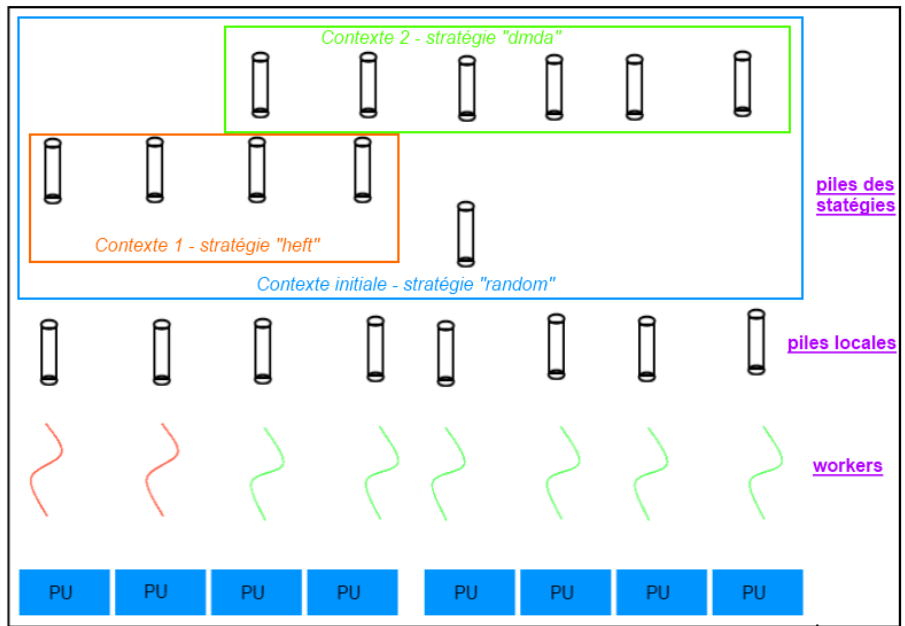 Contexte 2 - stratégie "dmda"
piles des
statégies
Contexte 1 - stratégie "heft"
Contexte initiale - stratégie "random"
piles locales
workers
PU PU PU PU PU PU PU PU